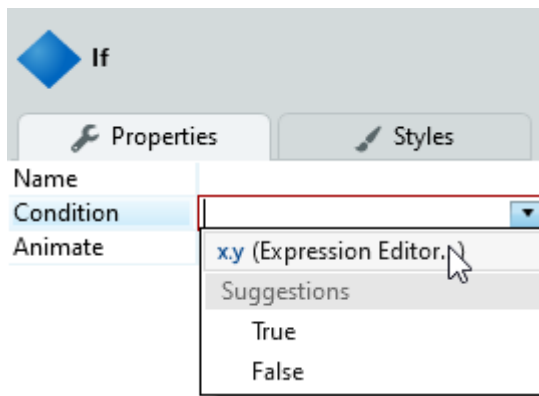 If
Properties Styles
Name
Condition
Animate
x.y (Expression Editor...)
Suggestions
True
False